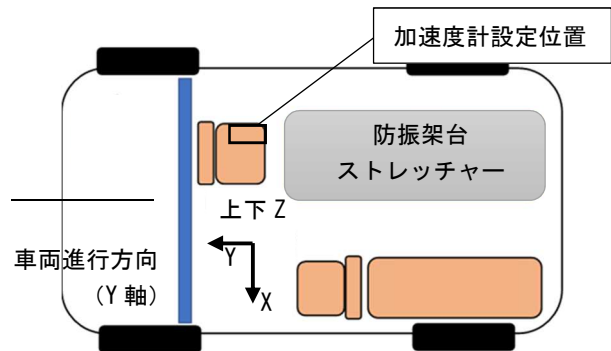 加速度計設定位置
防振架台
ストレッチャー
上下 Z
Y
X
車両進行方向
（Y 軸）